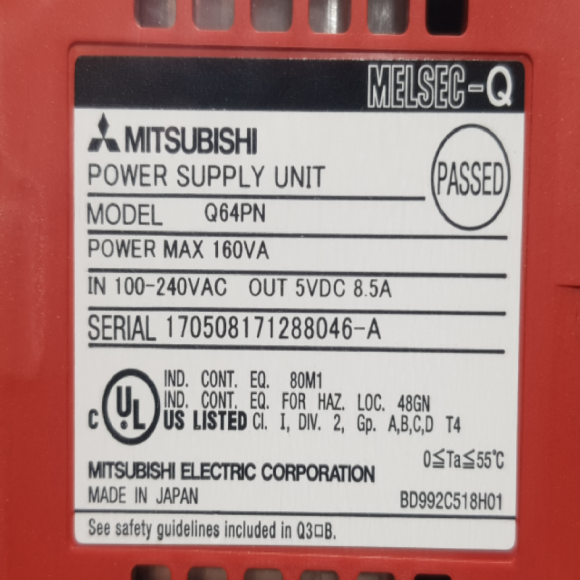 MELSEC-Q
MITSUBISHI
POWER SUPPLY UNIT
PASSED
MODEL Q64PN
POWER MAX 160VA
IN 100-240VAC OUT 5VDC 8.5A
SERIAL 170508171288046-A
C UL US LISTED
IND. CONT. EQ. 80M1
IND. CONT. EQ. FOR HAZ. LOC. 48GN
Cl. I, DIV. 2, Gp. A,B,C,D T4
0≦Ta≦55℃
MITSUBISHI ELECTRIC CORPORATION
MADE IN JAPAN
BD992C518H01
See safety guidelines included in Q3□B.